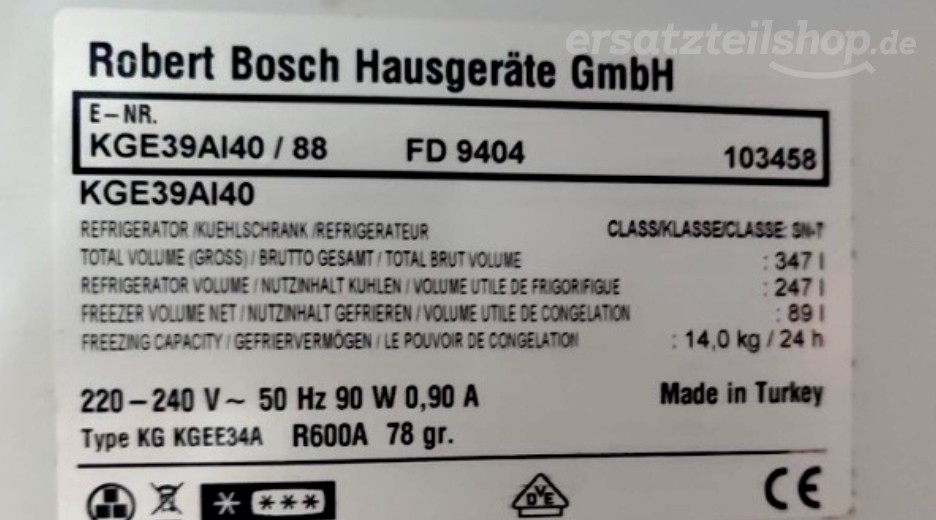 ersatzteilshop.de
Robert Bosch Hausgeräte GmbH
E-NR.
KGE39AI40 / 88 FD 9404 103458
KGE39AI40
REFRIGERATOR /KUEHLSCHRANK /REFRIGERATEUR CLASS/KLASSE/CLASSE: SN-T
TOTAL VOLUME (GROSS) / BRUTTO GESAMT / TOTAL BRUT VOLUME : 347 l
REFRIGERATOR VOLUME / NUTZINHALT KUHLEN / VOLUME UTILE DE FRIGORIFIGUE : 247 l
FREEZER VOLUME NET / NUTZINHALT GEFRIEREN / VOLUME UTILE DE CONGELATION : 89 l
FREEZING CAPACITY / GEFRIERVERMÖGEN / LE POUVOIR DE CONGELATION : 14,0 kg / 24 h
220-240 V~ 50 Hz 90 W 0,90 A Made in Turkey
Type KG KGEE34A R600A 78 gr.
DVE CE